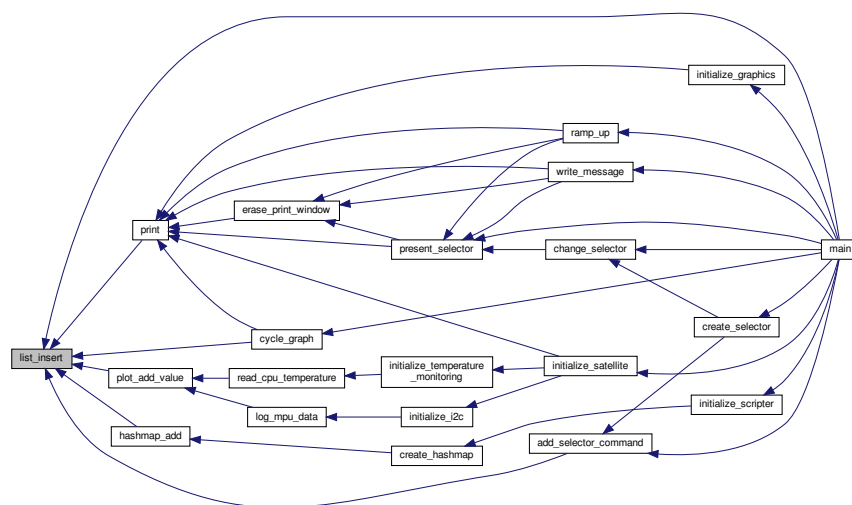 initialize_graphics
ramp_up
write_message
erase_print_window
print
present_selector
change_selector
main
create_selector
cycle_graph
list_insert
initialize_temperature
_monitoring
initialize_satellite
plot_add_value
read_cpu_temperature
initialize_scripter
log_mpu_data
initialize_i2c
hashmap_add
add_selector_command
create_hashmap